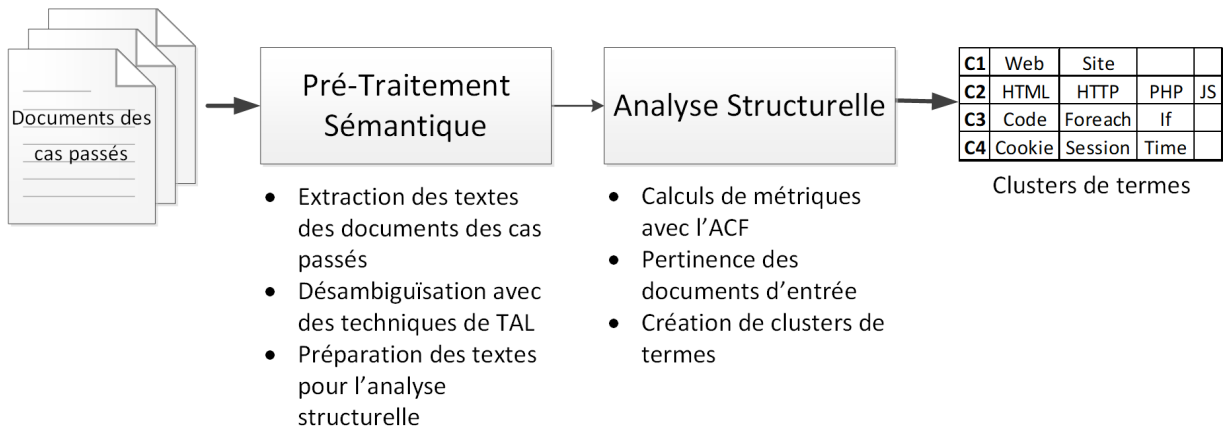 Documents des
cas passés
Pré-Traitement
Sémantique
• Extraction des textes
des documents des cas
passés
• Désambiguïsation avec
des techniques de TAL
• Préparation des textes
pour l’analyse
structurelle
Analyse Structurelle
• Calculs de métriques
avec l’ACF
• Pertinence des
documents d’entrée
• Création de clusters de
termes
C1 Web Site
C2 HTML HTTP PHP JS
C3 Code Foreach If
C4 Cookie Session Time
Clusters de termes